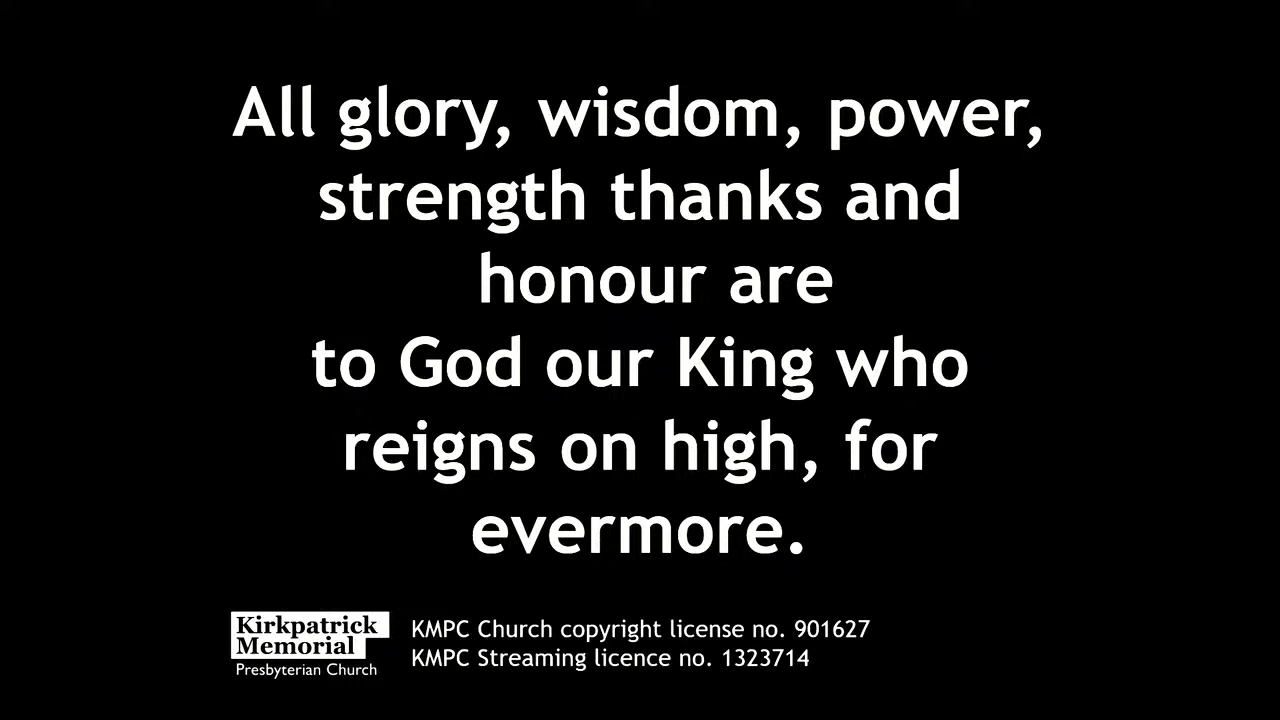 All glory, wisdom, power,
strength thanks and
honour are
to God our King who
reigns on high, for
evermore.
Kirkpatrick
Memorial
Presbyterian Church
KMPC Church copyright license no. 901627
KMPC Streaming licence no. 1323714